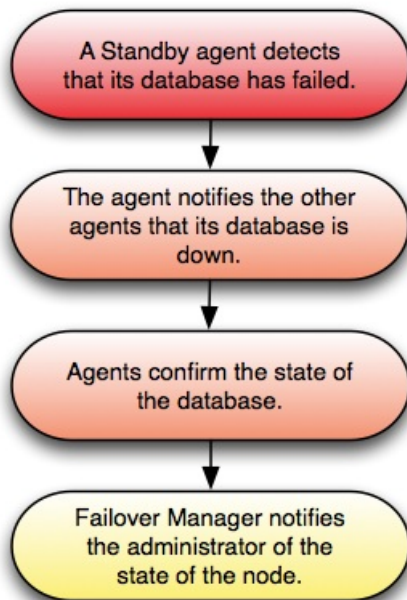 A Standby agent detects
that its database has failed.
The agent notifies the other
agents that its database is
down.
Agents confirm the state of
the database.
Failover Manager notifies
the administrator of the
state of the node.